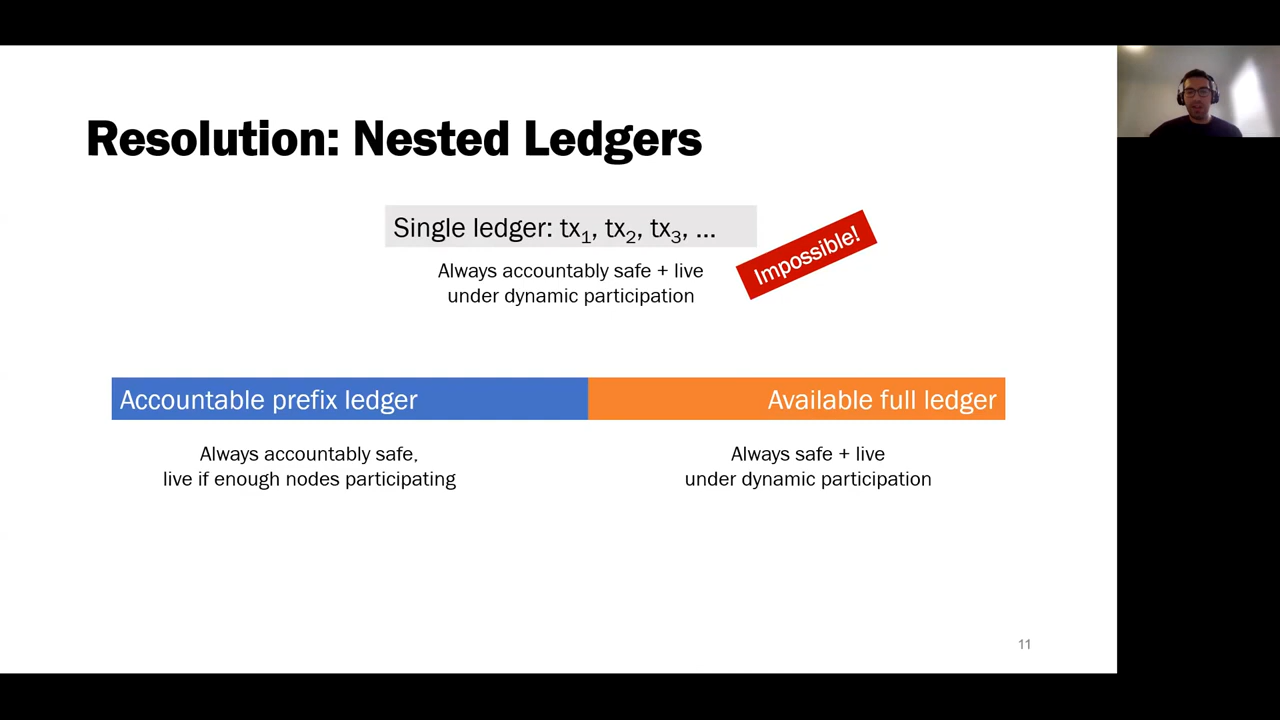 Resolution: Nested Ledgers
Single ledger: tx₁, tx₂, tx₃, ...
Impossible!
Always accountably safe + live
under dynamic participation
Accountable prefix ledger
Available full ledger
Always accountably safe,
live if enough nodes participating
Always safe + live
under dynamic participation
11